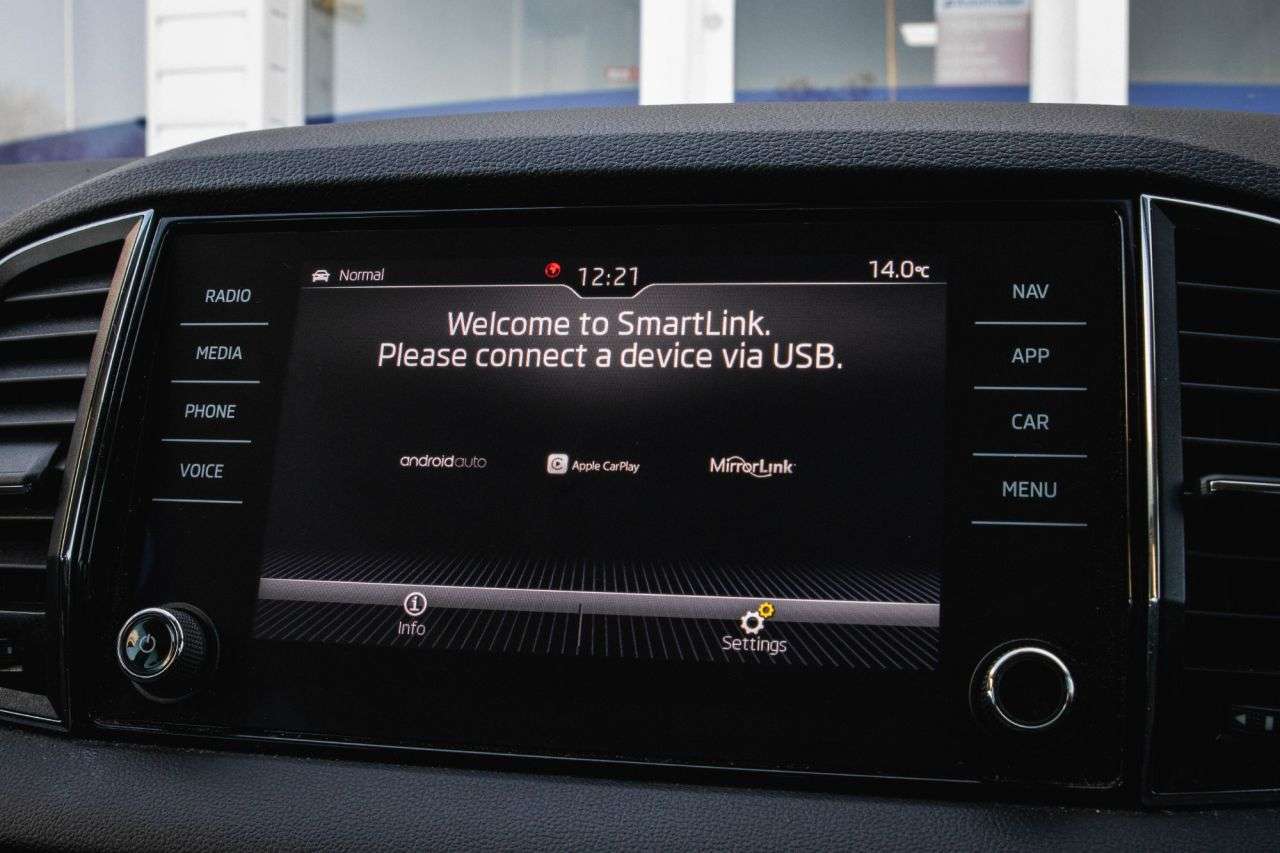 Normal
12:21
14.0°C
Welcome to SmartLink.
Please connect a device via USB.
androidauto
Apple CarPlay
MirrorLink
Info
Settings
RADIO
MEDIA
PHONE
VOICE
NAV
APP
CAR
MENU